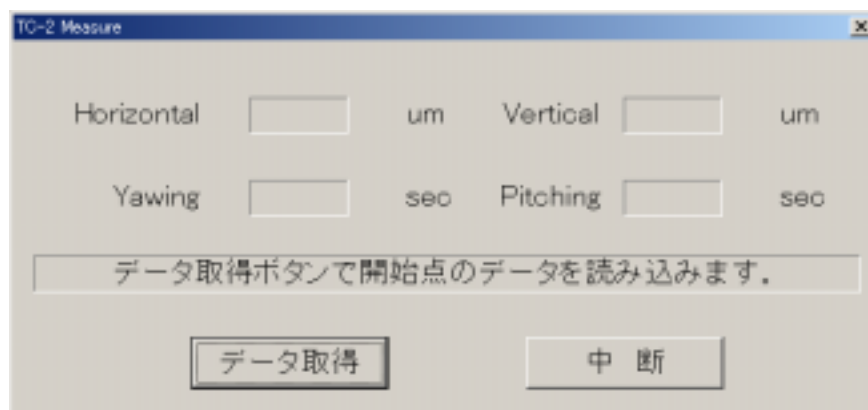 TC-2 Measure
Horizontal um Vertical um
Yawing sec Pitching sec
データ取得ボタンで開始点のデータを読み込みます。
データ取得 中 断